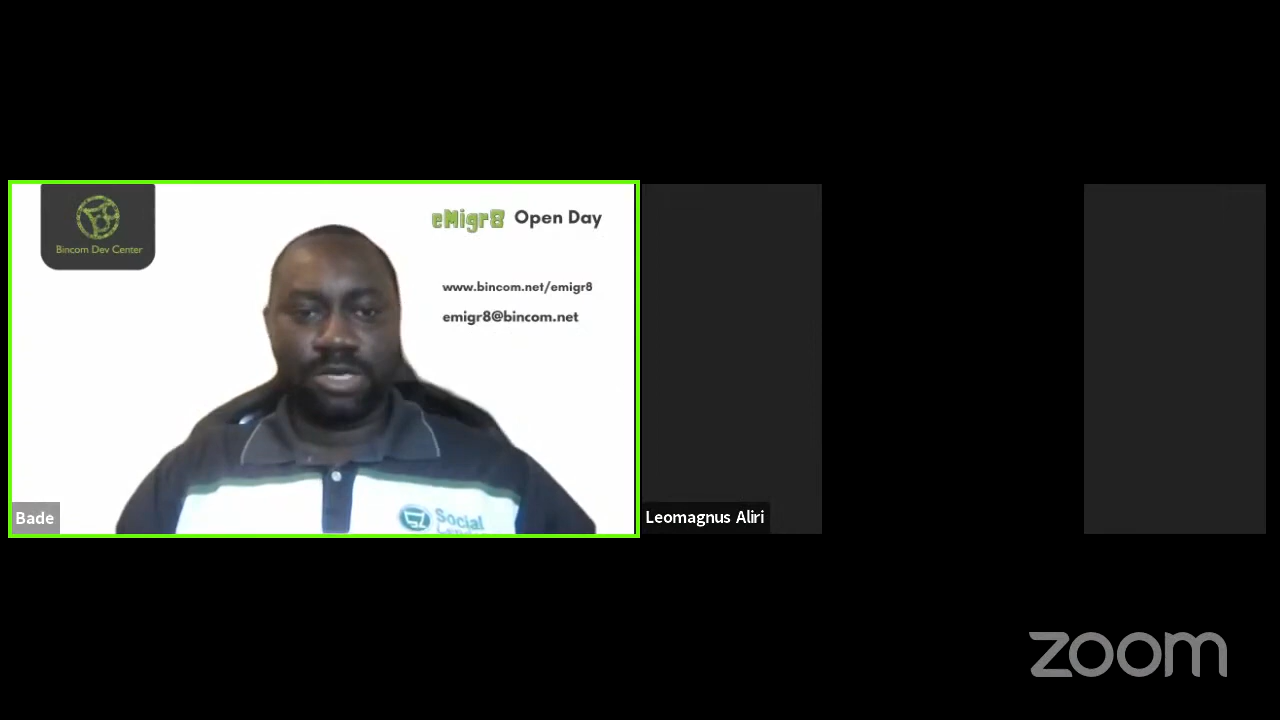 Bincom Dev Center
eMigr8 Open Day
www.bincom.net/emigr8
emigr8@bincom.net
Social
Bade
Leomagnus Aliri
zoom